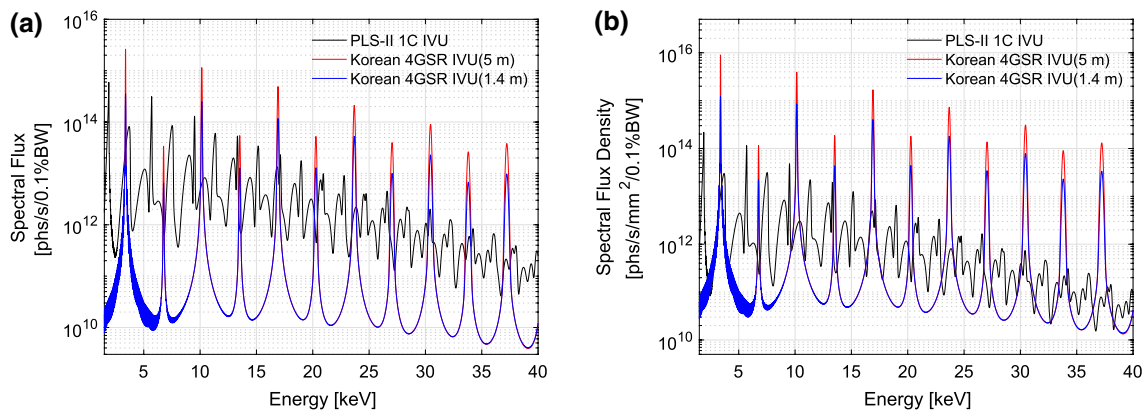 (a)
Spectral Flux
[phs/s/0.1%BW]
10^16
10^14
10^12
10^10
PLS-II 1C IVU
Korean 4GSR IVU(5 m)
Korean 4GSR IVU(1.4 m)
5 10 15 20 25 30 35 40
Energy [keV]
(b)
Spectral Flux Density
[phs/s/mm^2/0.1%BW]
10^16
10^14
10^12
10^10
PLS-II 1C IVU
Korean 4GSR IVU(5 m)
Korean 4GSR IVU(1.4 m)
5 10 15 20 25 30 35 40
Energy [keV]